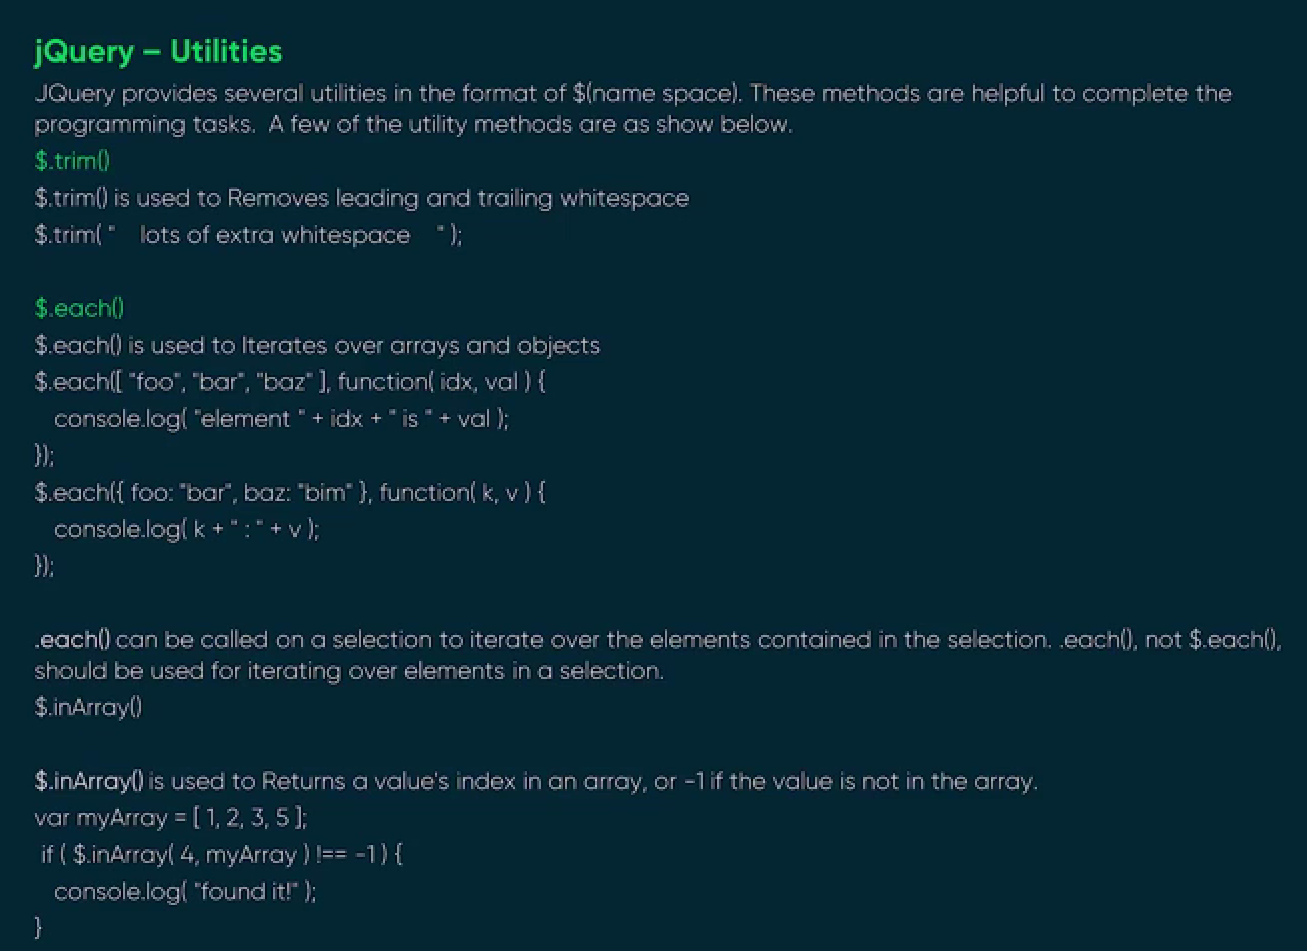 jQuery – Utilities
JQuery provides several utilities in the format of $(name space). These methods are helpful to complete the
programming tasks.  A few of the utility methods are as show below.
$.trim()
$.trim() is used to Removes leading and trailing whitespace
$.trim( "    lots of extra whitespace    " );
$.each()
$.each() is used to Iterates over arrays and objects
$.each([ "foo", "bar", "baz" ], function( idx, val ) {
   console.log( "element " + idx + " is " + val );
});
$.each({ foo: "bar", baz: "bim" }, function( k, v ) {
   console.log( k + " : " + v );
});
.each() can be called on a selection to iterate over the elements contained in the selection. .each(), not $.each(),
should be used for iterating over elements in a selection.
$.inArray()
$.inArray() is used to Returns a value's index in an array, or -1 if the value is not in the array.
var myArray = [ 1, 2, 3, 5 ];
 if ( $.inArray( 4, myArray ) !== -1 ) {
   console.log( "found it!" );
}